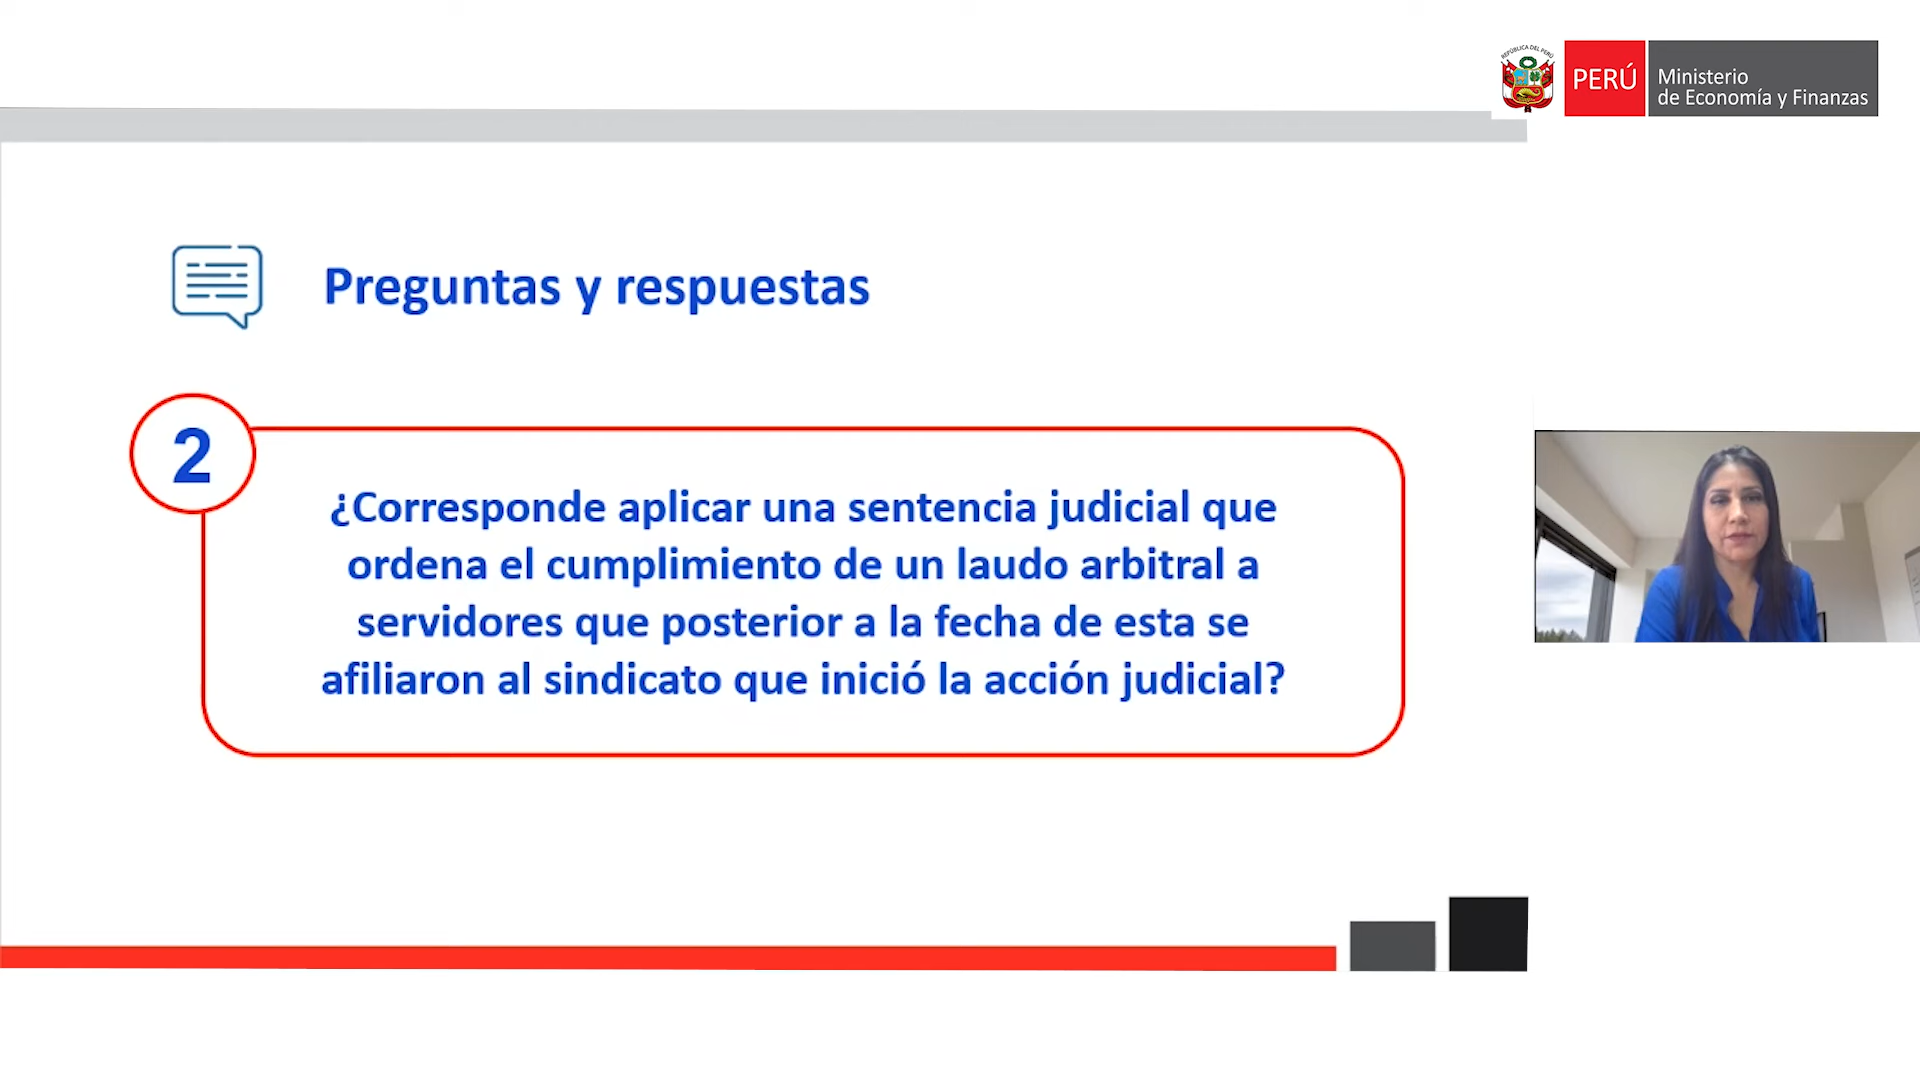 REPÚBLICA DEL PERÚ
PERÚ
Ministerio
de Economía y Finanzas
Preguntas y respuestas
2
¿Corresponde aplicar una sentencia judicial que
ordena el cumplimiento de un laudo arbitral a
servidores que posterior a la fecha de esta se
afiliaron al sindicato que inició la acción judicial?